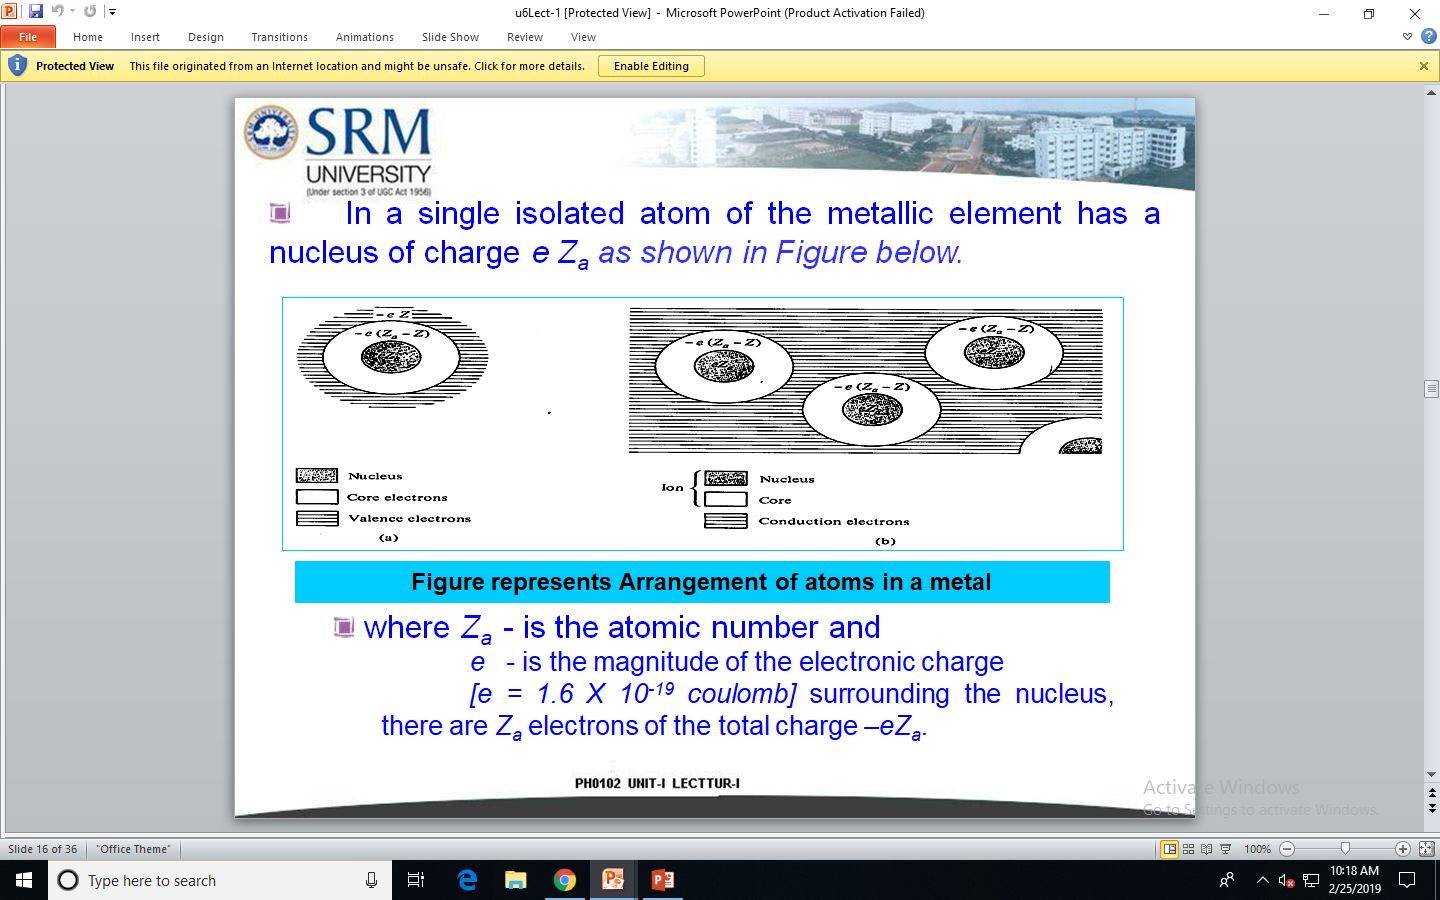 u6Lect-1 [Protected View] - Microsoft PowerPoint (Product Activation Failed)
File Home Insert Design Transitions Animations Slide Show Review View
Protected View This file originated from an Internet location and might be unsafe. Click for more details. Enable Editing
SRM
UNIVERSITY
(Under section 3 of UGC Act 1956)
In a single isolated atom of the metallic element has a
nucleus of charge e Za as shown in Figure below.
– e Z
– e (Za – Z)
– e (Za – Z)
– e (Za – Z)
– e (Za – Z)
Nucleus
Core electrons
Valence electrons
(a)
Ion { Nucleus
Core
Conduction electrons
(b)
Figure represents Arrangement of atoms in a metal
where Za - is the atomic number and
e - is the magnitude of the electronic charge
[e = 1.6 X 10-19 coulomb] surrounding the nucleus,
there are Za electrons of the total charge –eZa.
PH0102 UNIT-I LECTTUR-I
Activate Windows
Go to Settings to activate Windows.
Slide 16 of 36 "Office Theme" 100%
Type here to search
10:18 AM
2/25/2019